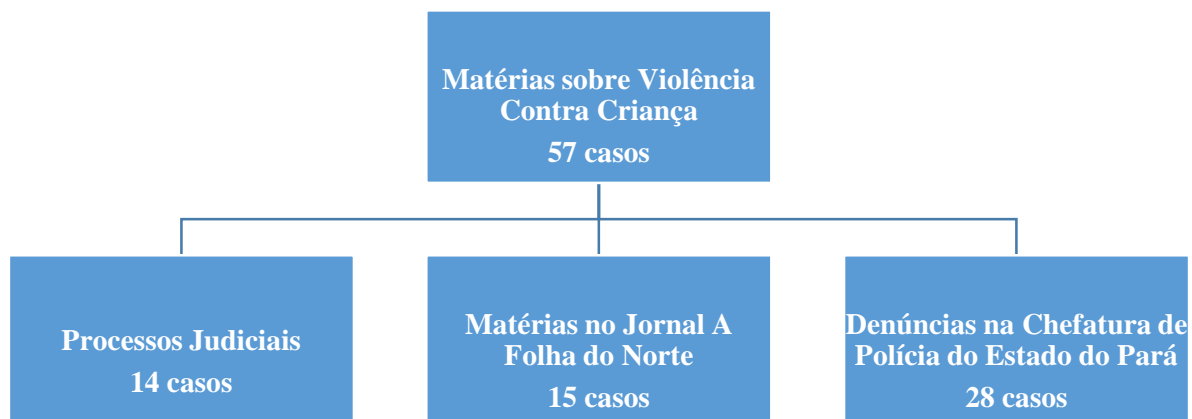 Matérias sobre Violência
Contra Criança
57 casos
Processos Judiciais
14 casos
Matérias no Jornal A
Folha do Norte
15 casos
Denúncias na Chefatura de
Polícia do Estado do Pará
28 casos